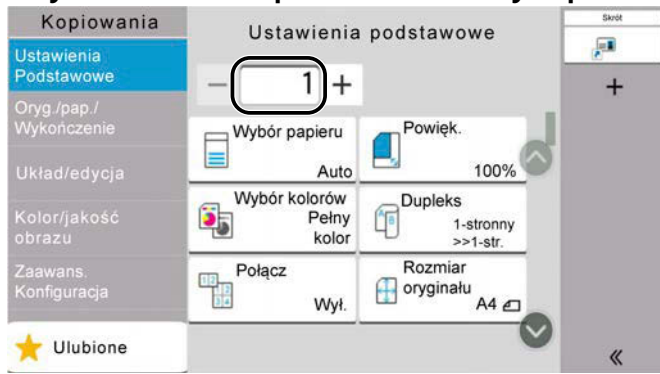 Kopiowania
Ustawienia podstawowe
Skrót
Ustawienia
Podstawowe
Oryg./pap./
Wykończenie
Układ/edycja
Kolor/jakość
obrazu
Zaawans.
Konfiguracja
Ulubione
− 1 +
Wybór papieru
Auto
Powięk.
100%
Wybór kolorów
Pełny
kolor
Dupleks
1-stronny
>>1-str.
Połącz
Wył.
Rozmiar
oryginału
A4
+
«